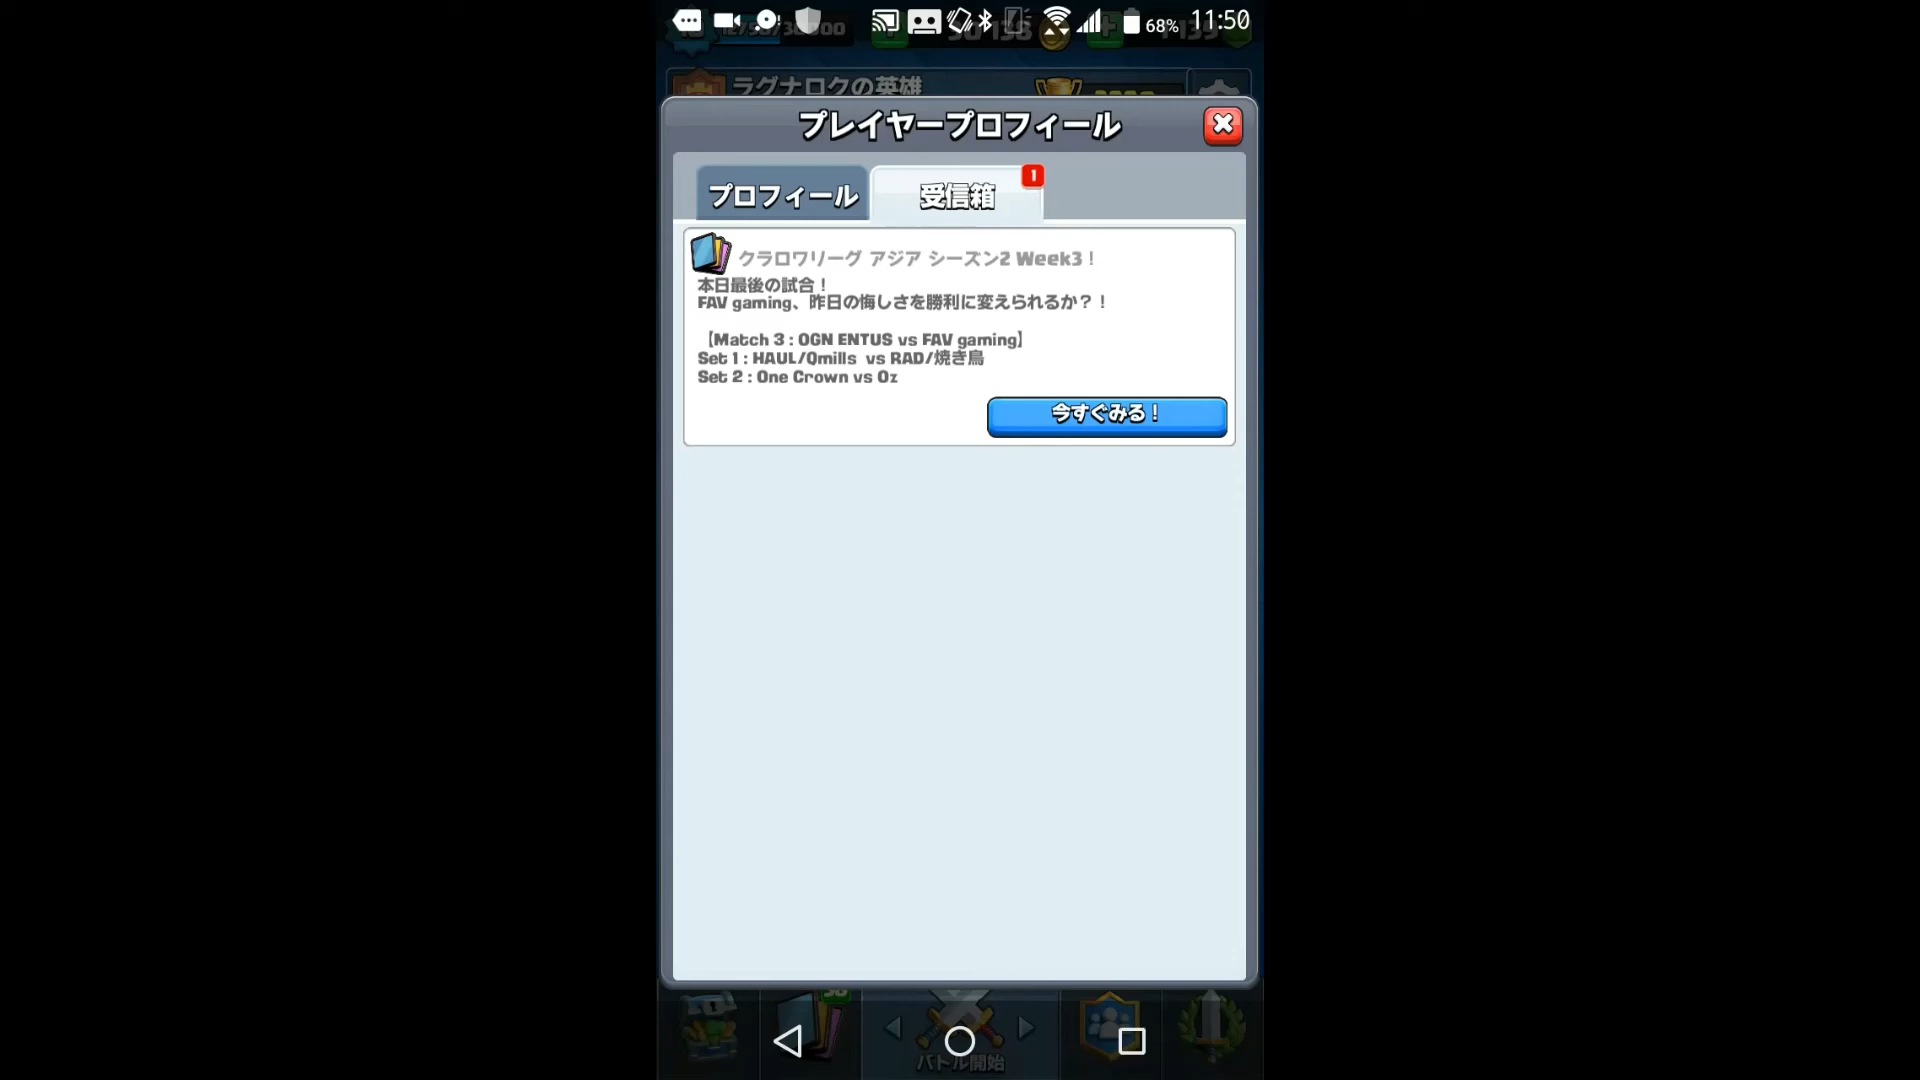 68% 11:50
ラグナロクの英雄
プレイヤープロフィール
プロフィール
受信箱
1
クラロワリーグ アジア シーズン2 Week3！
本日最後の試合！
FAV gaming、昨日の悔しさを勝利に変えられるか？！
【Match 3 : OGN ENTUS vs FAV gaming】
Set 1 : HAUL/Qmills vs RAD/焼き鳥
Set 2 : One Crown vs Oz
今すぐみる！
バトル開始